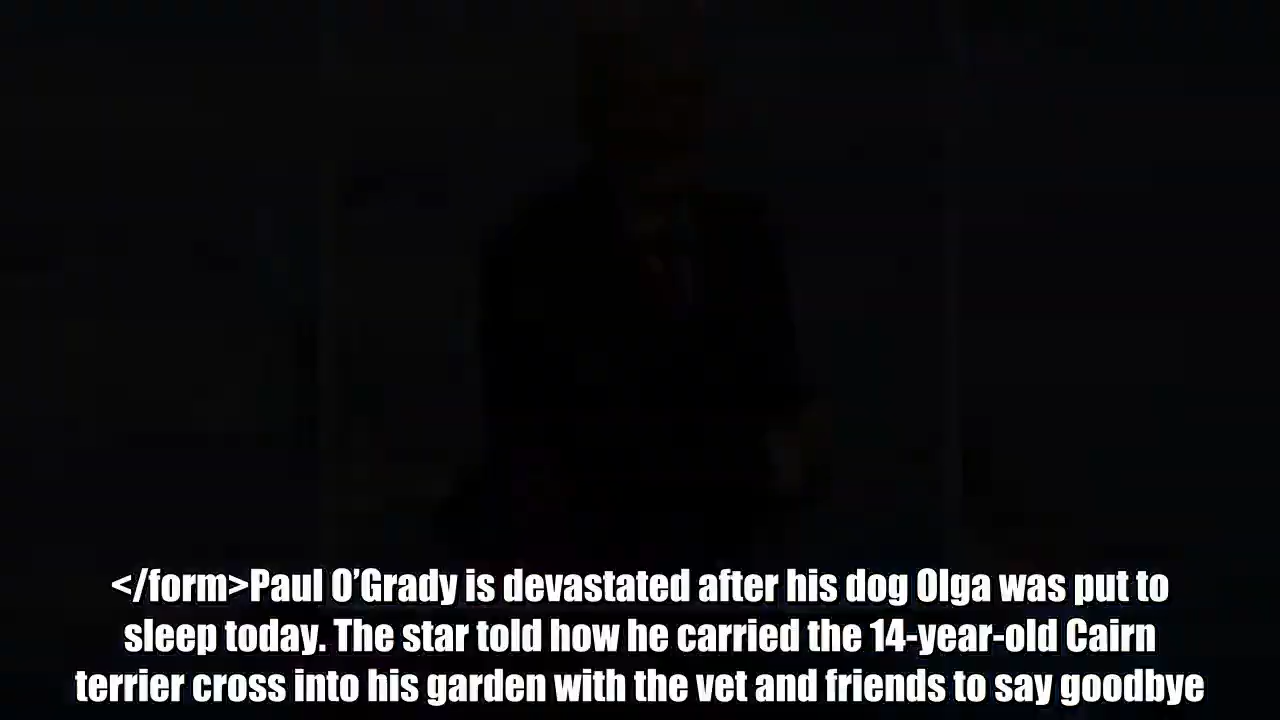 </form>Paul O’Grady is devastated after his dog Olga was put to
sleep today. The star told how he carried the 14-year-old Cairn
terrier cross into his garden with the vet and friends to say goodbye